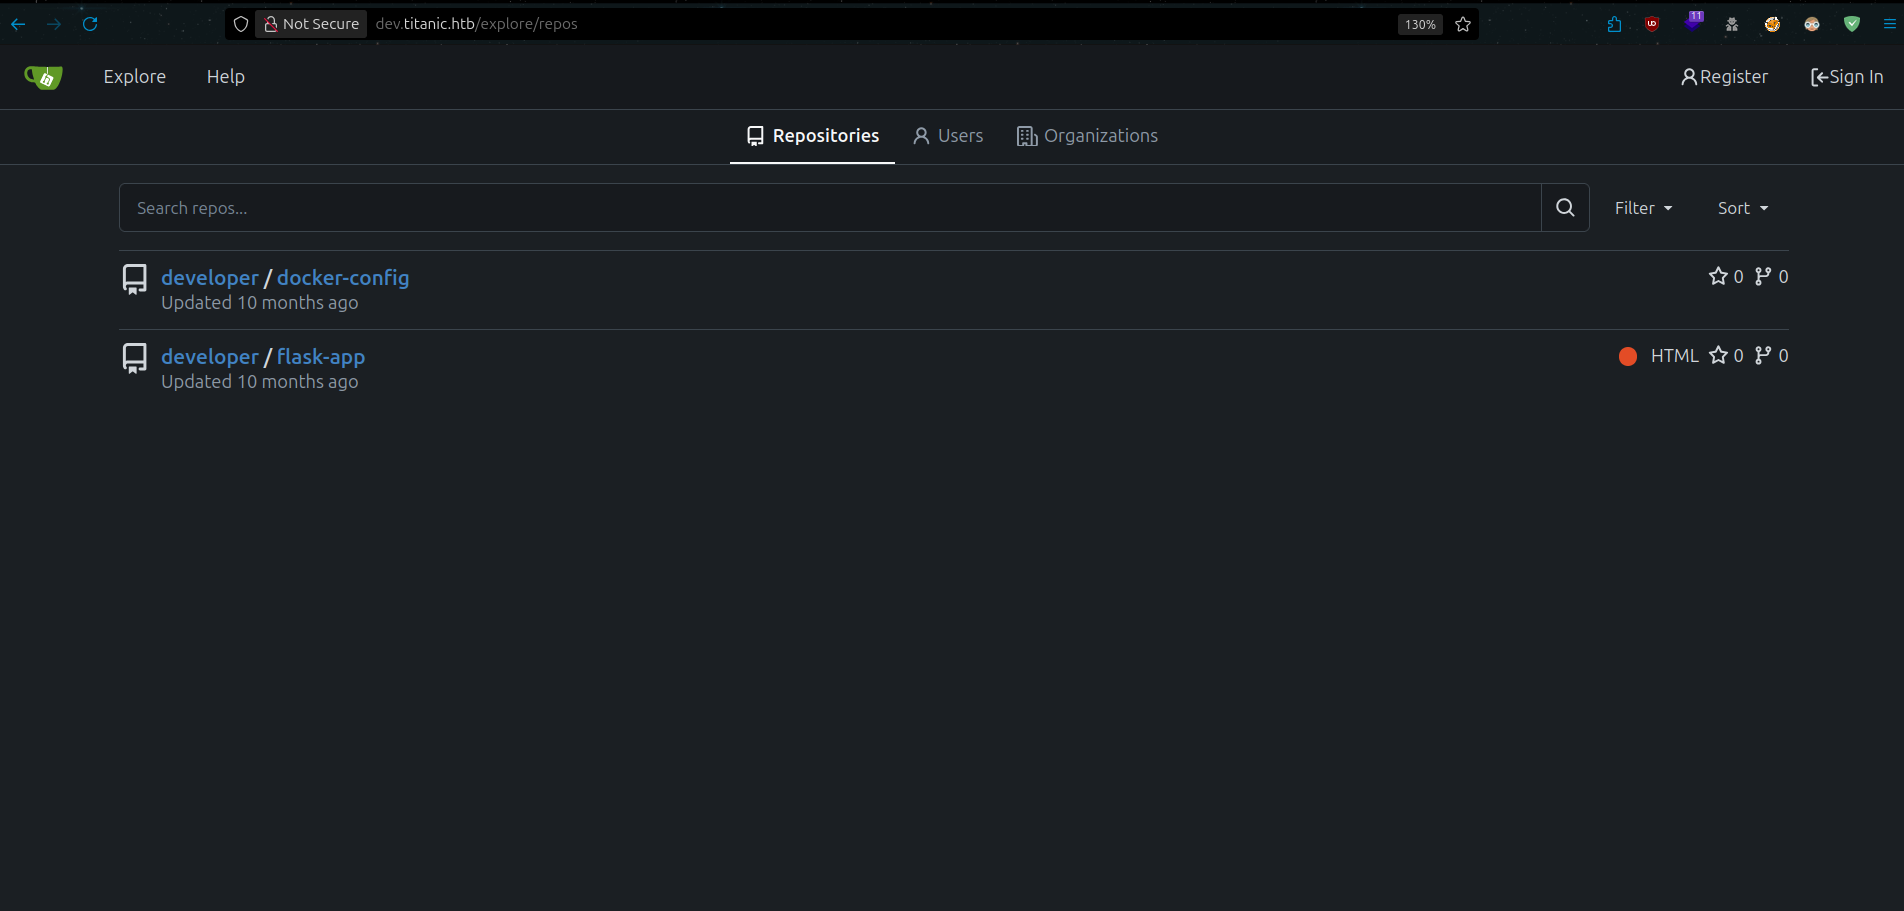 Not Secure dev.titanic.htb/explore/repos 130% 11
Explore Help Register Sign In
Repositories Users Organizations
Search repos... Filter Sort
developer / docker-config 0 0
Updated 10 months ago
developer / flask-app HTML 0 0
Updated 10 months ago